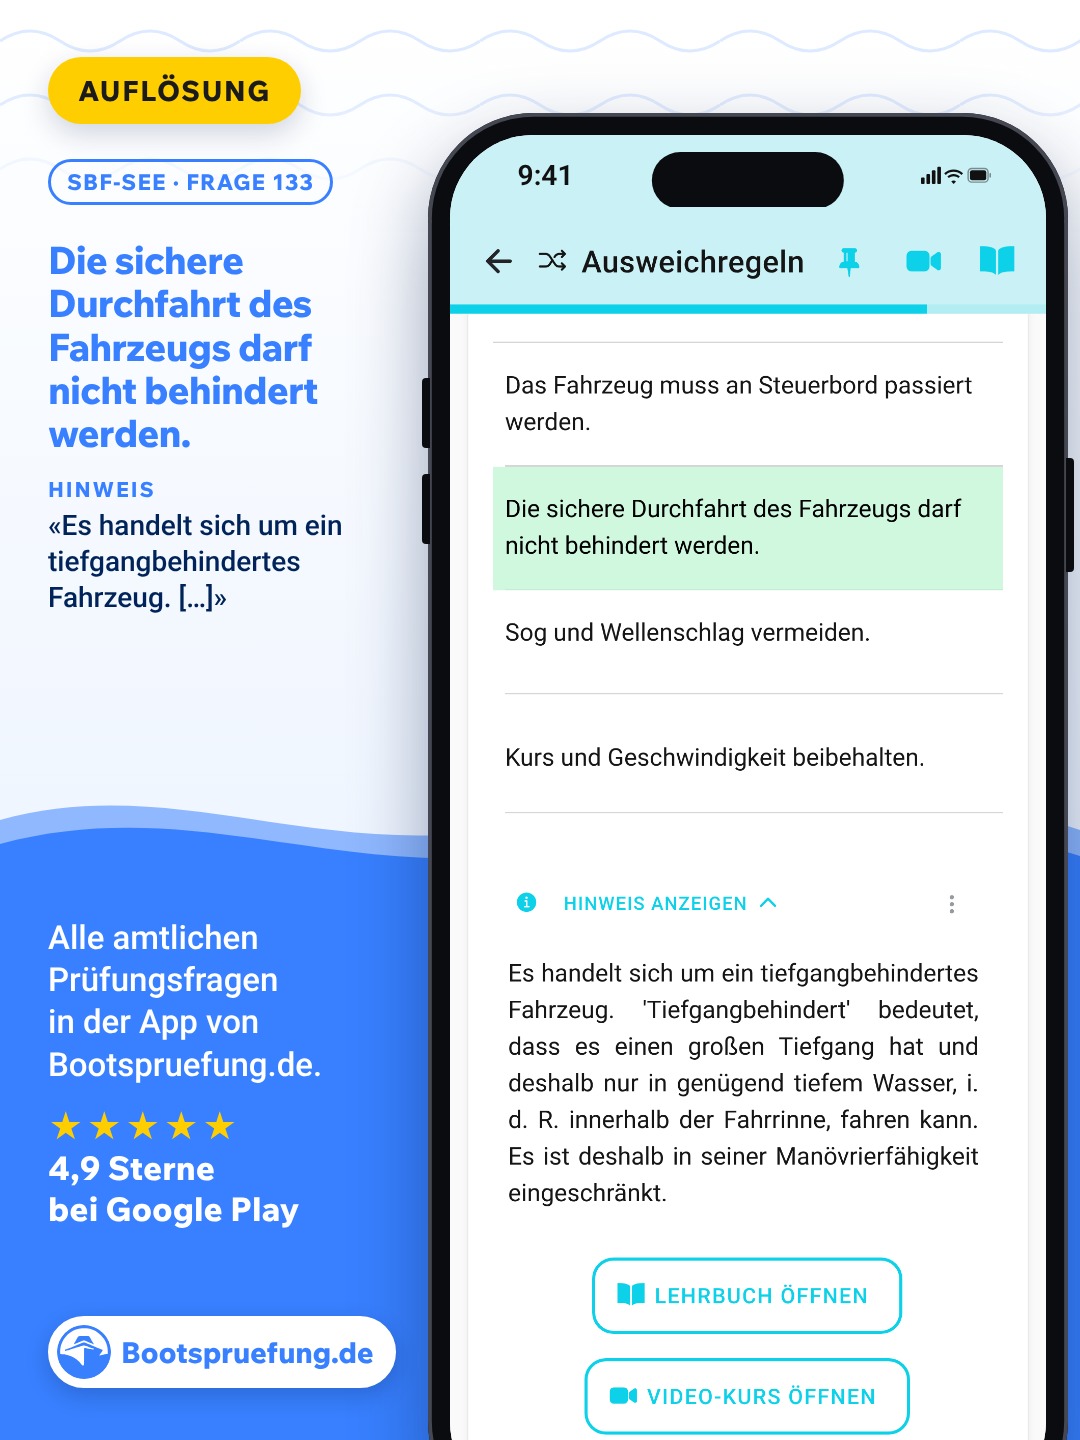 AUFLÖSUNG
SBF-SEE · FRAGE 133
Die sichere
Durchfahrt des
Fahrzeugs darf
nicht behindert
werden.
HINWEIS
«Es handelt sich um ein
tiefgangbehindertes
Fahrzeug. [...]»
Alle amtlichen
Prüfungsfragen
in der App von
Bootspruefung.de.
★★★★★
4,9 Sterne
bei Google Play
Bootspruefung.de
9:41
Ausweichregeln
Das Fahrzeug muss an Steuerbord passiert
werden.
Die sichere Durchfahrt des Fahrzeugs darf
nicht behindert werden.
Sog und Wellenschlag vermeiden.
Kurs und Geschwindigkeit beibehalten.
HINWEIS ANZEIGEN
Es handelt sich um ein tiefgangbehindertes
Fahrzeug. 'Tiefgangbehindert' bedeutet,
dass es einen großen Tiefgang hat und
deshalb nur in genügend tiefem Wasser, i.
d. R. innerhalb der Fahrrinne, fahren kann.
Es ist deshalb in seiner Manövrierfähigkeit
eingeschränkt.
LEHRBUCH ÖFFNEN
VIDEO-KURS ÖFFNEN